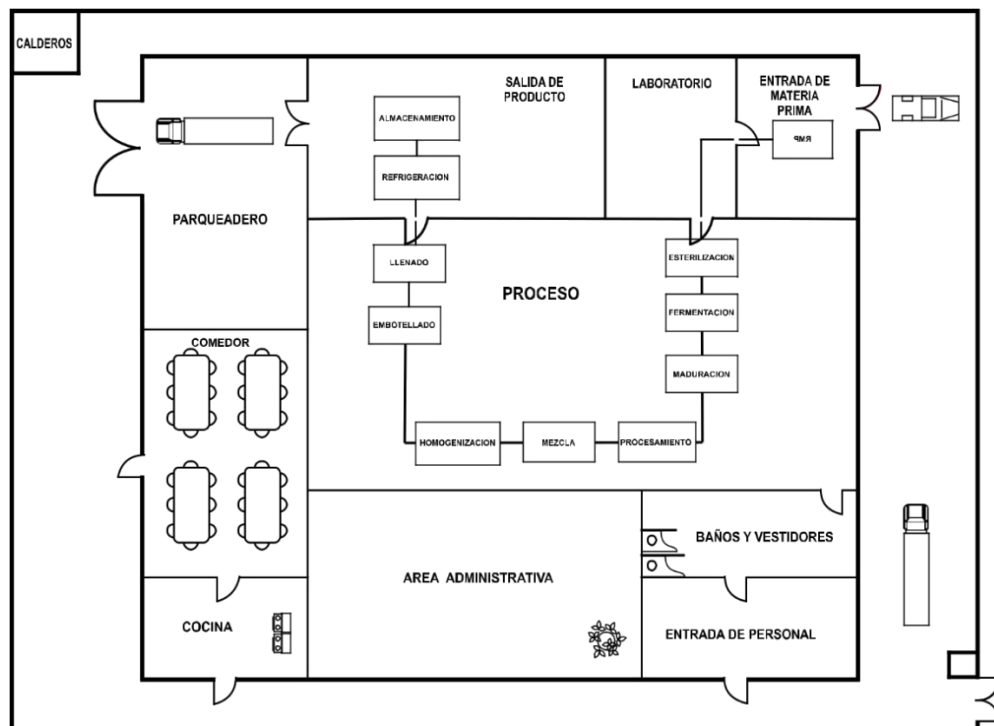 CALDEROS
SALIDA DE
PRODUCTO
LABORATORIO
ENTRADA DE
MATERIA
PRIMA
ALMACENAMIENTO
RMP
REFRIGERACION
PARQUEADERO
LLENADO
ESTERILIZACION
PROCESO
FERMENTACION
EMBOTELLADO
COMEDOR
MADURACION
HOMOGENIZACION
MEZCLA
PROCESAMIENTO
BAÑOS Y VESTIDORES
AREA ADMINISTRATIVA
COCINA
ENTRADA DE PERSONAL